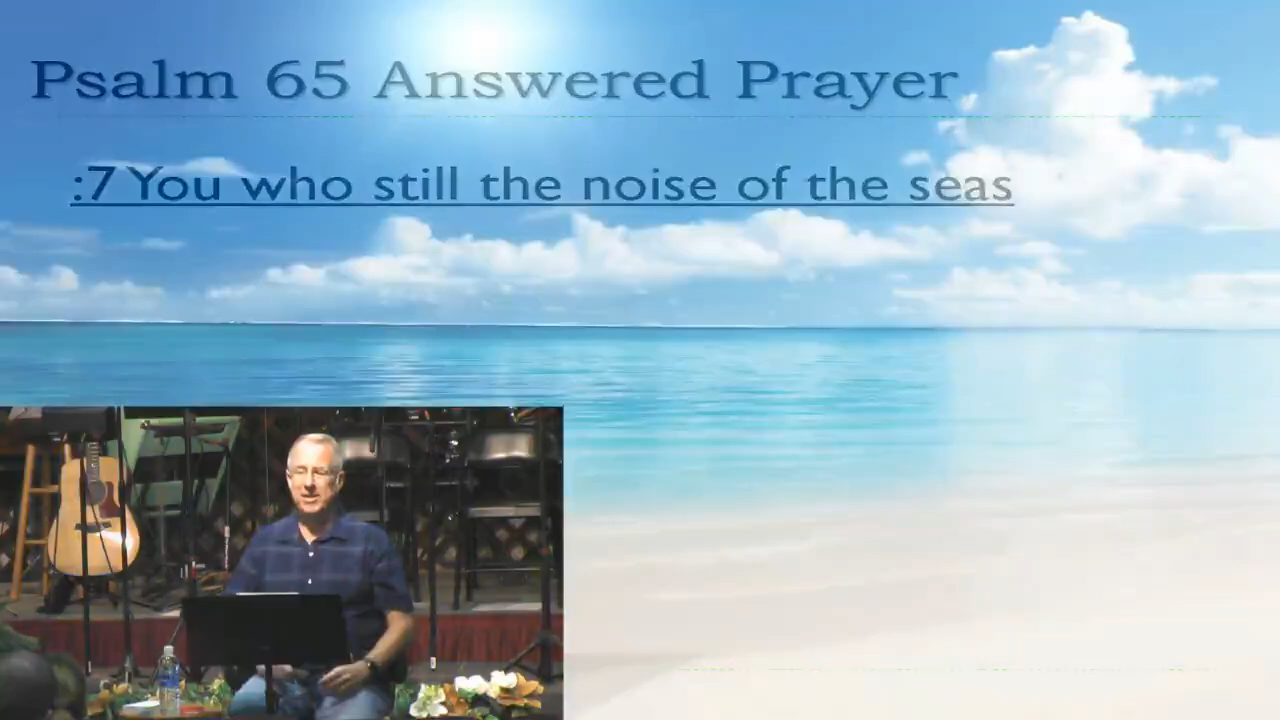 Psalm 65 Answered Prayer
:7 You who still the noise of the seas